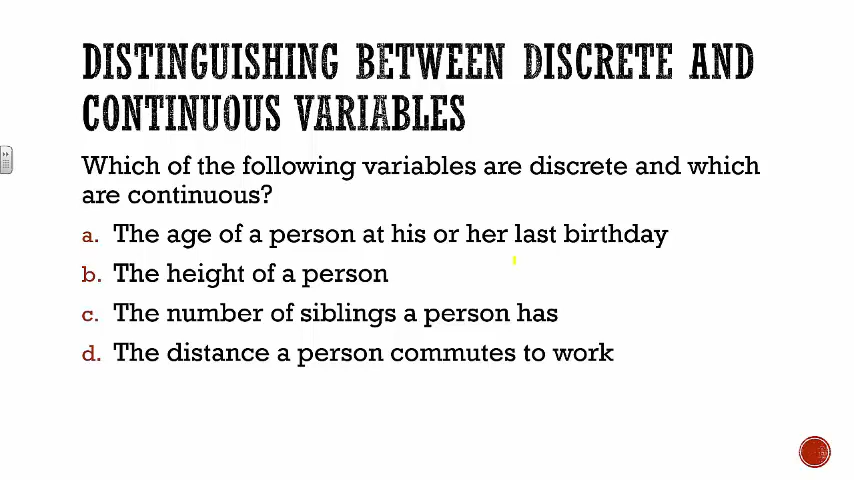 DISTINGUISHING BETWEEN DISCRETE AND
CONTINUOUS VARIABLES
Which of the following variables are discrete and which
are continuous?
a. The age of a person at his or her last birthday
b. The height of a person
c. The number of siblings a person has
d. The distance a person commutes to work